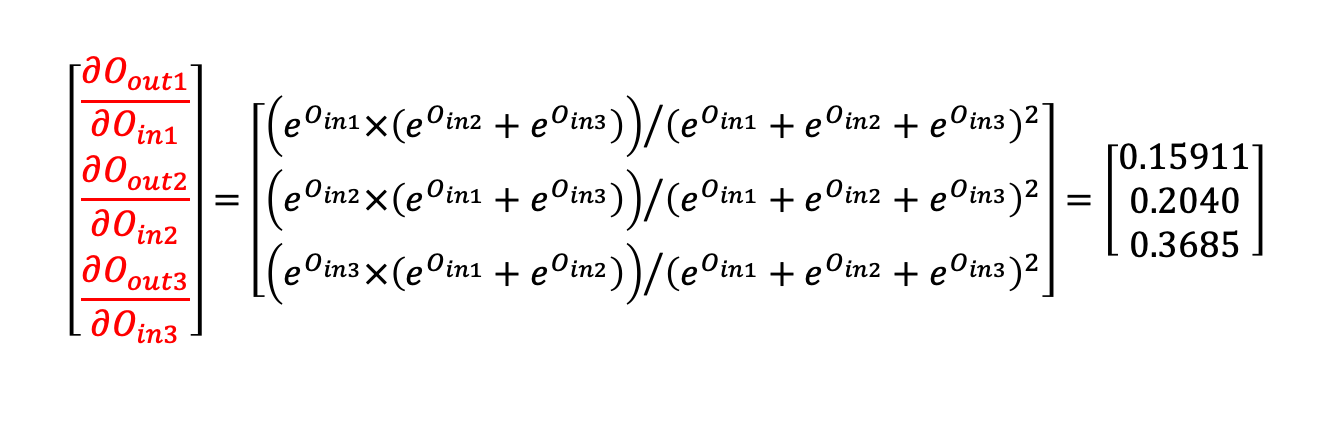 [∂O_out1/∂O_in1] = [(e^{O_in1}×(e^{O_in2} + e^{O_in3}))/(e^{O_in1} + e^{O_in2} + e^{O_in3})^2] = [0.15911]
[∂O_out2/∂O_in2] = [(e^{O_in2}×(e^{O_in1} + e^{O_in3}))/(e^{O_in1} + e^{O_in2} + e^{O_in3})^2] = [0.2040]
[∂O_out3/∂O_in3] = [(e^{O_in3}×(e^{O_in1} + e^{O_in2}))/(e^{O_in1} + e^{O_in2} + e^{O_in3})^2] = [0.3685]